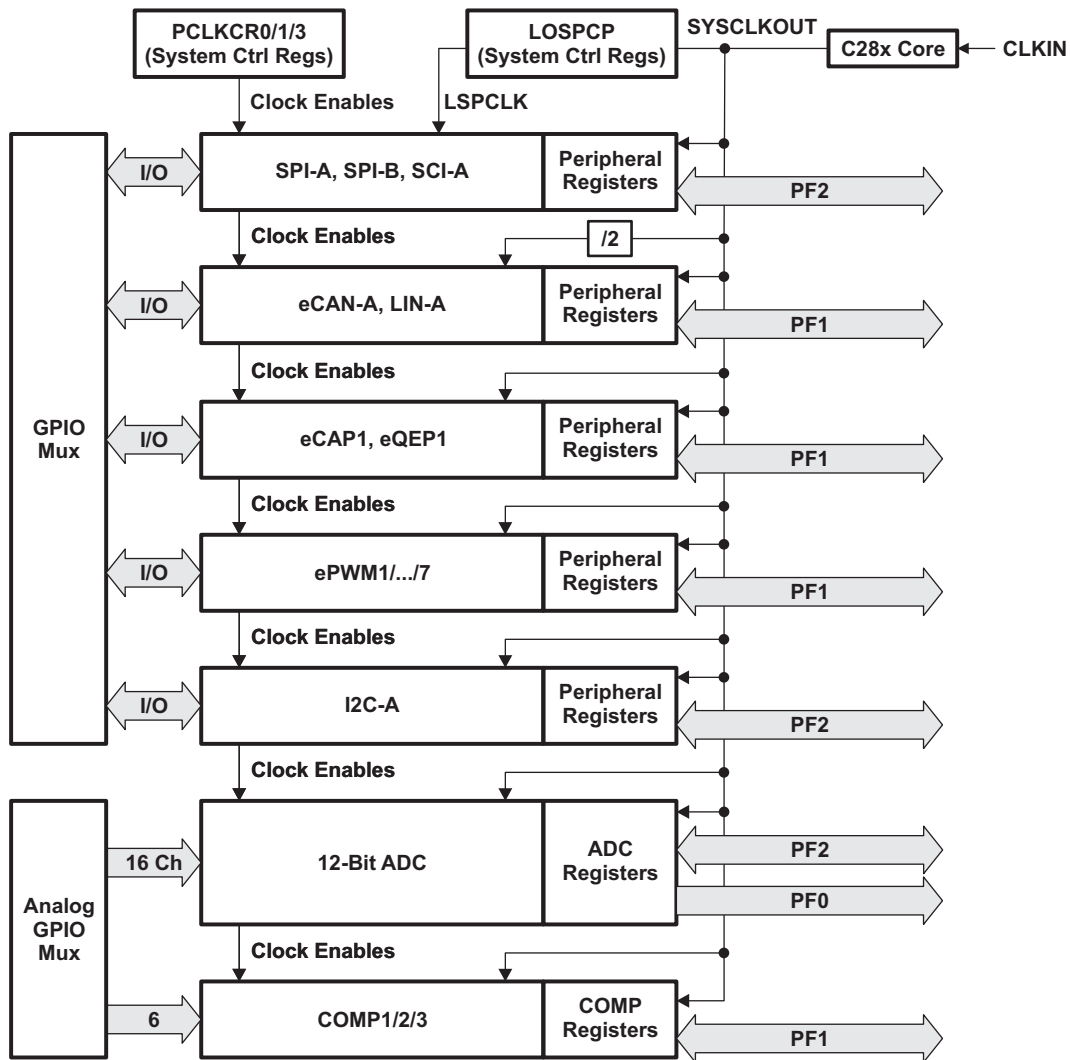 PCLKCR0/1/3
(System Ctrl Regs)
LOSPCP
(System Ctrl Regs)
SYSCLKOUT
C28x Core
CLKIN
Clock Enables
LSPCLK
I/O
SPI-A, SPI-B, SCI-A
Peripheral
Registers
PF2
Clock Enables
/2
I/O
eCAN-A, LIN-A
Peripheral
Registers
PF1
Clock Enables
GPIO
Mux
I/O
eCAP1, eQEP1
Peripheral
Registers
PF1
Clock Enables
I/O
ePWM1/.../7
Peripheral
Registers
PF1
Clock Enables
I/O
I2C-A
Peripheral
Registers
PF2
Clock Enables
Analog
GPIO
Mux
16 Ch
12-Bit ADC
ADC
Registers
PF2
PF0
Clock Enables
6
COMP1/2/3
COMP
Registers
PF1